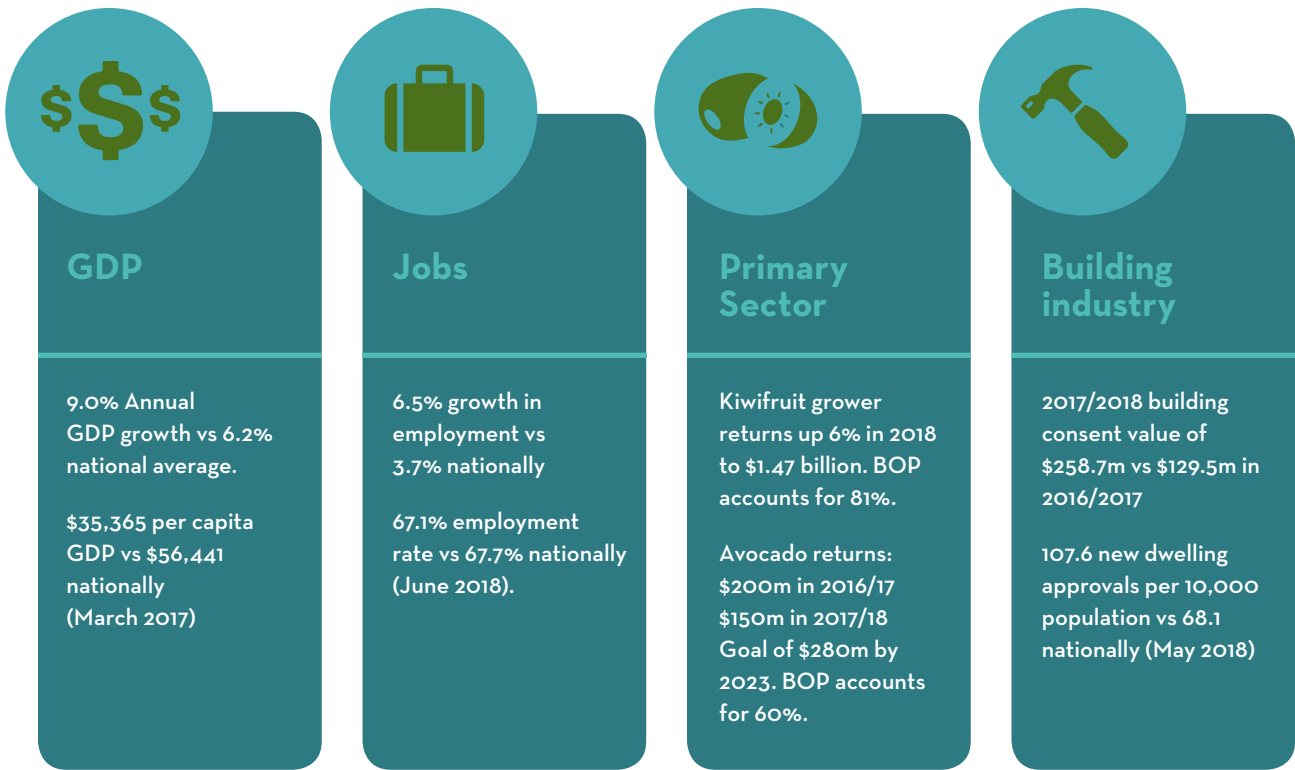 $$$
GDP
9.0% Annual
GDP growth vs 6.2%
national average.
$35,365 per capita
GDP vs $56,441
nationally
(March 2017)
Jobs
6.5% growth in
employment vs
3.7% nationally
67.1% employment
rate vs 67.7% nationally
(June 2018).
Primary
Sector
Kiwifruit grower
returns up 6% in 2018
to $1.47 billion. BOP
accounts for 81%.
Avocado returns:
$200m in 2016/17
$150m in 2017/18
Goal of $280m by
2023. BOP accounts
for 60%.
Building
industry
2017/2018 building
consent value of
$258.7m vs $129.5m in
2016/2017
107.6 new dwelling
approvals per 10,000
population vs 68.1
nationally (May 2018)